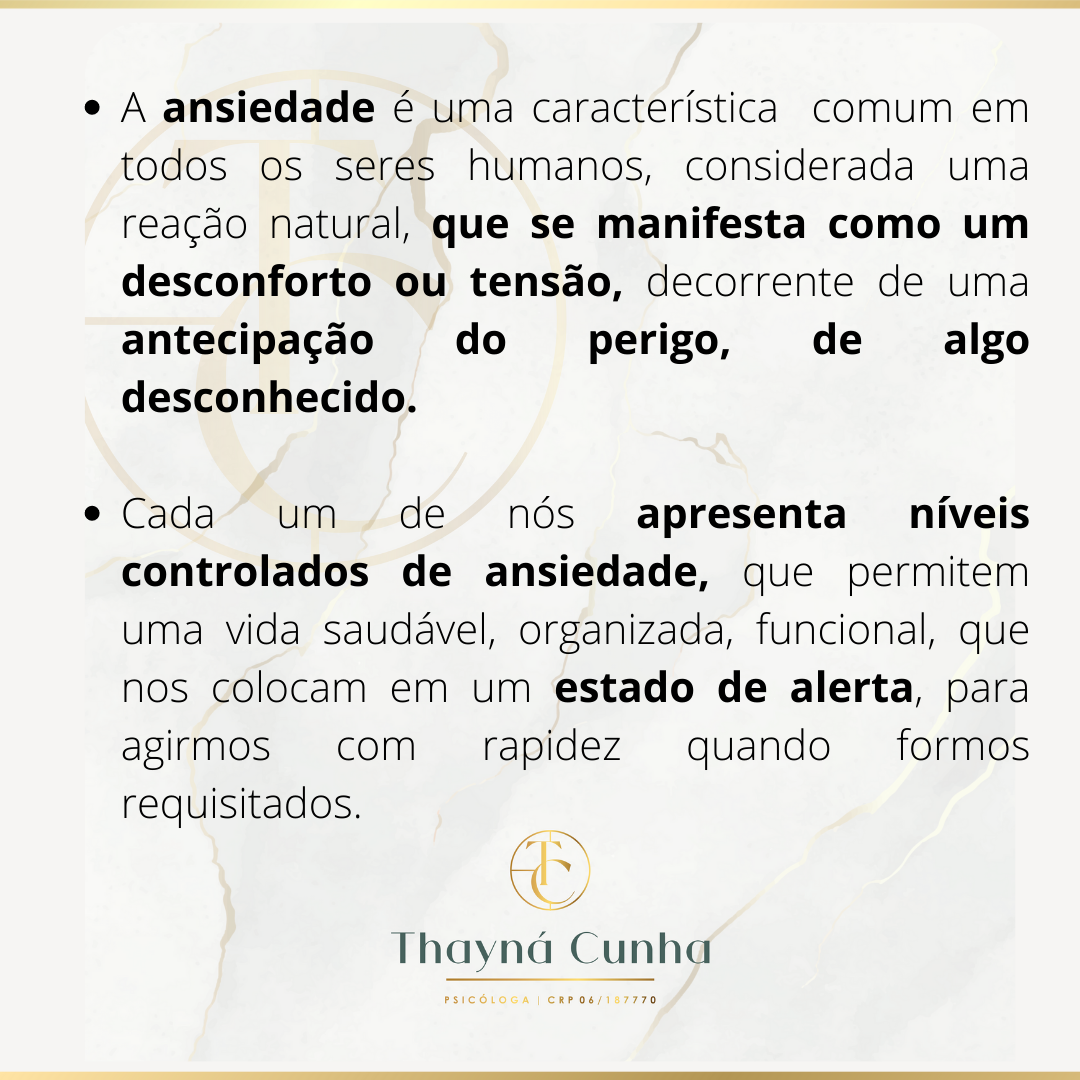 • A ansiedade é uma característica comum em
todos os seres humanos, considerada uma
reação natural, que se manifesta como um
desconforto ou tensão, decorrente de uma
antecipação do perigo, de algo
desconhecido.
• Cada um de nós apresenta níveis
controlados de ansiedade, que permitem
uma vida saudável, organizada, funcional, que
nos colocam em um estado de alerta, para
agirmos com rapidez quando formos
requisitados.
TC
Thayná Cunha
PSICÓLOGA | CRP 06/187770